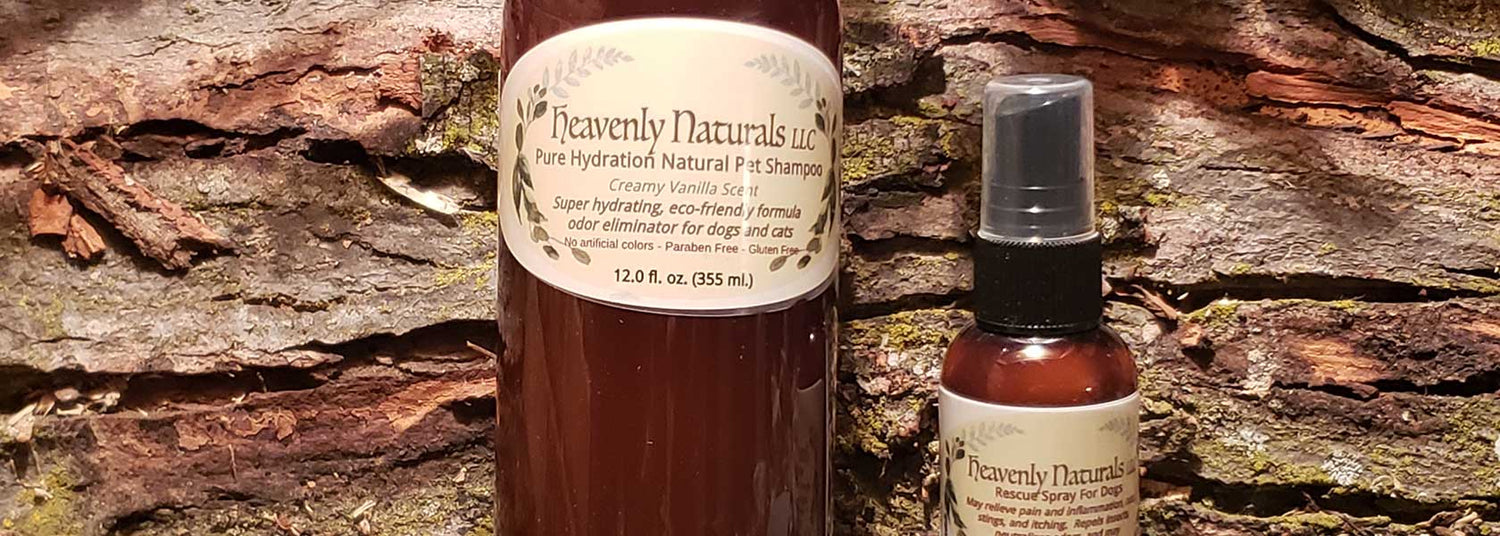 Heavenly Naturals LLC
Pure Hydration Natural Pet Shampoo
Creamy Vanilla Scent
Super hydrating, eco-friendly formula
odor eliminator for dogs and cats
No artificial colors - Paraben Free - Gluten Free
12.0 fl. oz. (355 ml.)
Heavenly Naturals
Rescue Spray For Dogs
May relieve pain and inflammation,
stings, and itching. Repels insects